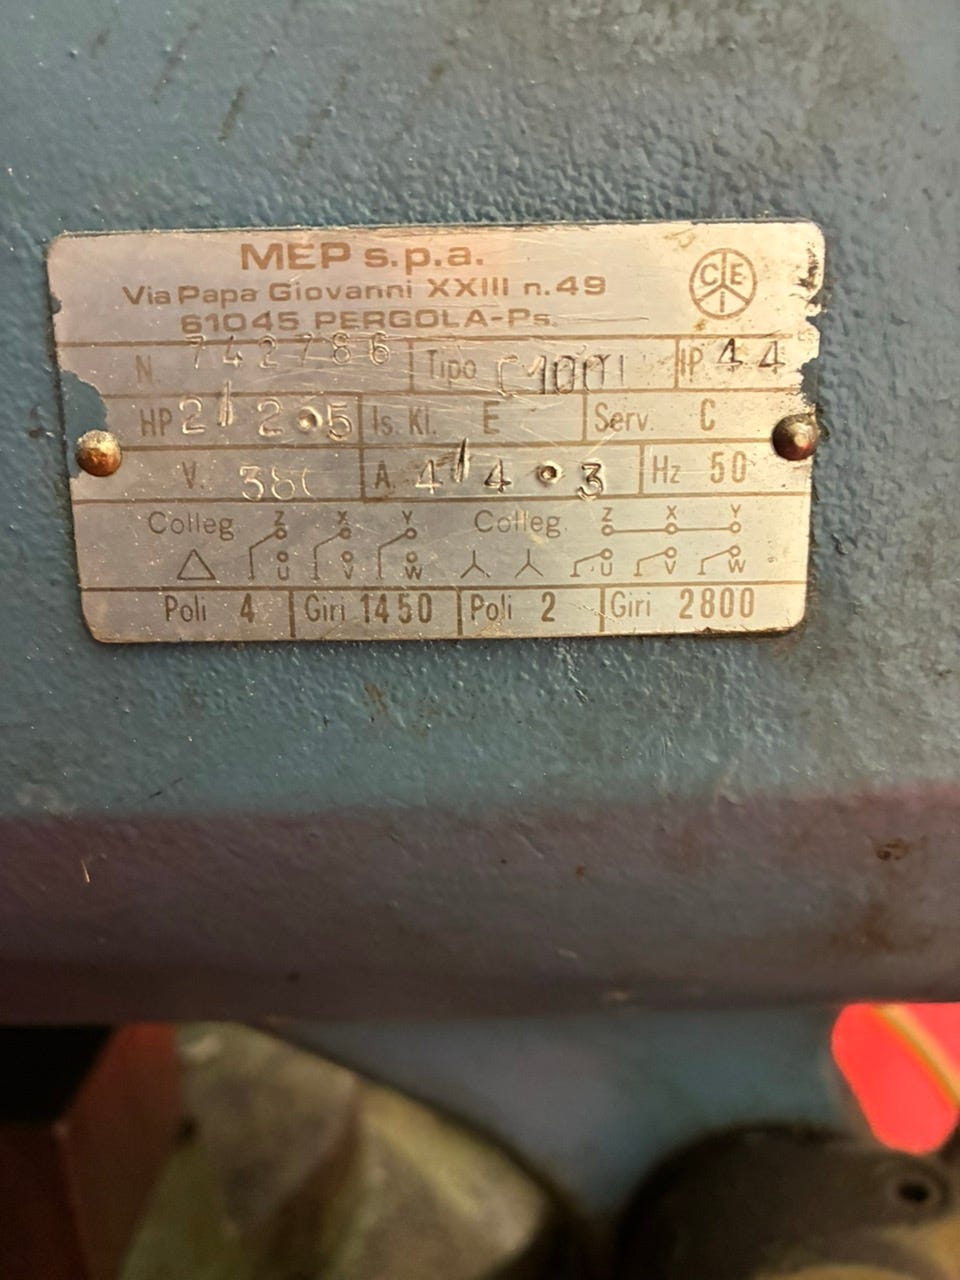 MEP s.p.a.
Via Papa Giovanni XXIII n.49
61045 PERGOLA-Ps.
CEI
N. 742786 Tipo IP 44
HP 2/2.5 Is. Kl. E Serv. C
V. 380 A. 4/4.3 Hz 50
Colleg. Z X Y Colleg. Z X Y
△ U V W U V W
Poli 4 Giri 1450 Poli 2 Giri 2800